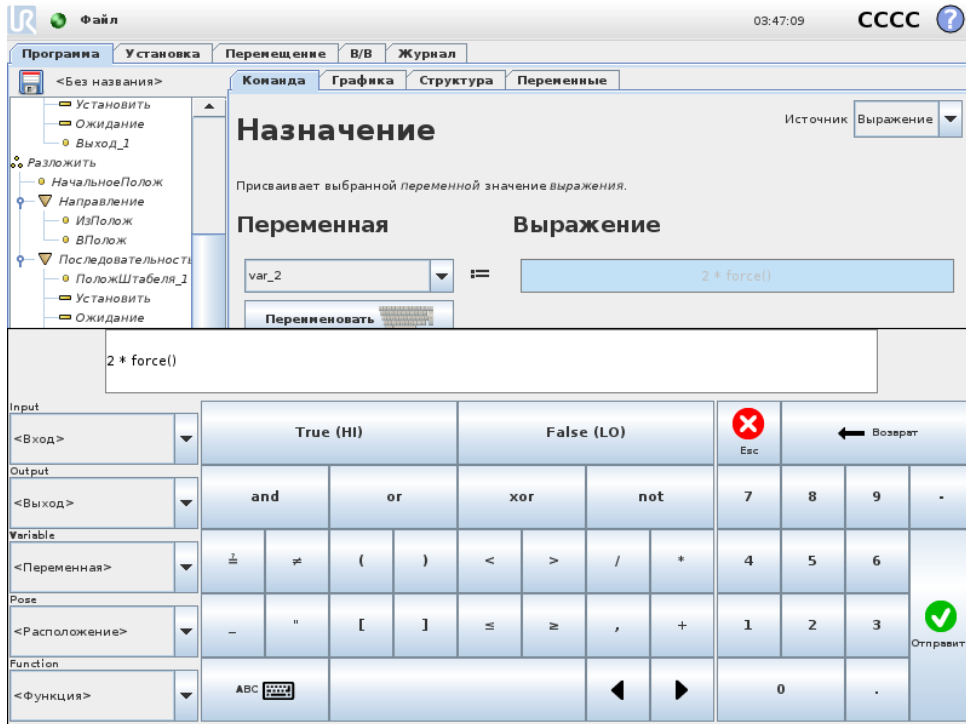 UR Файл 03:47:09 CCCC ?
Программа Установка Перемещение В/В Журнал
<Без названия> Команда Графика Структура Переменные
Установить
Ожидание
Выход_1
Разложить
НачальноеПолож
Направление
ИзПолож
ВПолож
Последовательность
ПоложШтабеля_1
Установить
Ожидание
Назначение
Источник Выражение
Присваивает выбранной переменной значение выражения.
Переменная Выражение
var_2 := 2 * force()
Переименовать
2 * force()
Input
<Вход> True (HI) False (LO) Esc Возврат
Output
<Выход> and or xor not 7 8 9 -
Variable
<Переменная> ≟ ≠ ( ) < > / * 4 5 6
Pose
<Расположение> _ " [ ] ≤ ≥ , + 1 2 3 Отправит
Function
<Функция> ABC 0 .